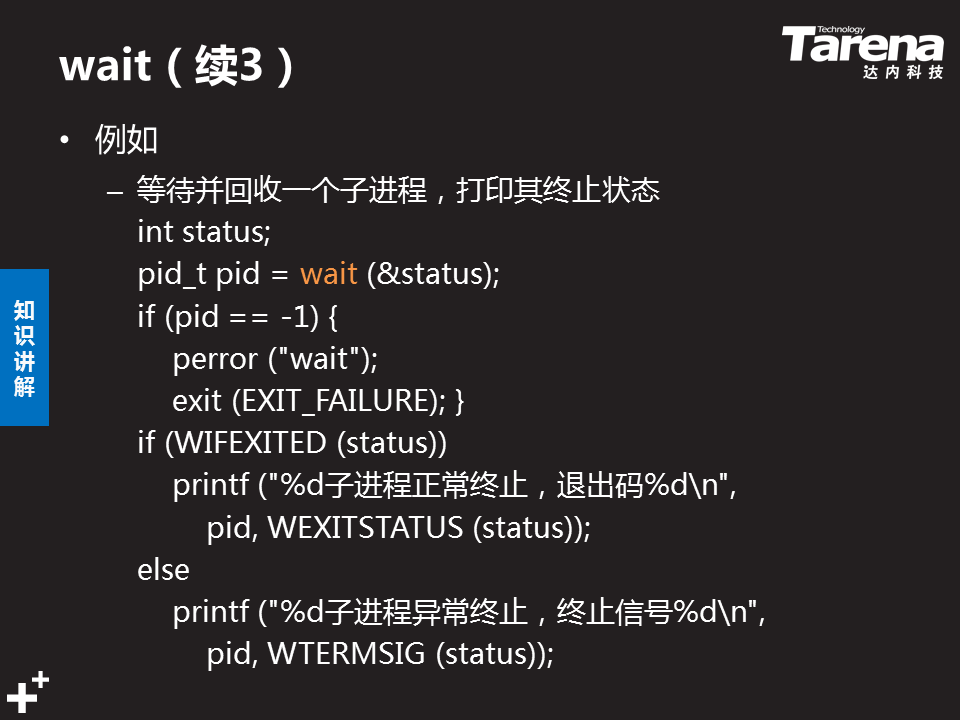 wait（续3）
Technology
Tarena
达内科技
• 例如
– 等待并回收一个子进程，打印其终止状态
int status;
pid_t pid = wait (&status);
if (pid == -1) {
perror ("wait");
exit (EXIT_FAILURE); }
if (WIFEXITED (status))
printf ("%d子进程正常终止，退出码%d\n",
pid, WEXITSTATUS (status));
else
printf ("%d子进程异常终止，终止信号%d\n",
pid, WTERMSIG (status));
知
识
讲
解